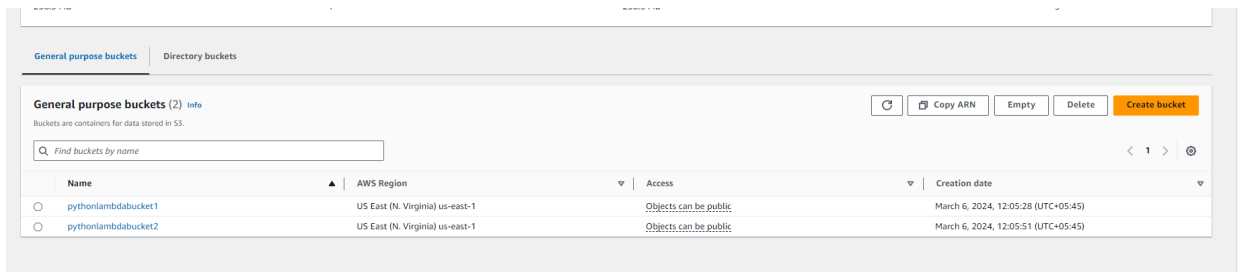 General purpose buckets Directory buckets
General purpose buckets (2) Info
Copy ARN Empty Delete Create bucket
Buckets are containers for data stored in S3.
Find buckets by name
1
Name AWS Region Access Creation date
pythonlambdabucket1 US East (N. Virginia) us-east-1 Objects can be public March 6, 2024, 12:05:28 (UTC+05:45)
pythonlambdabucket2 US East (N. Virginia) us-east-1 Objects can be public March 6, 2024, 12:05:51 (UTC+05:45)